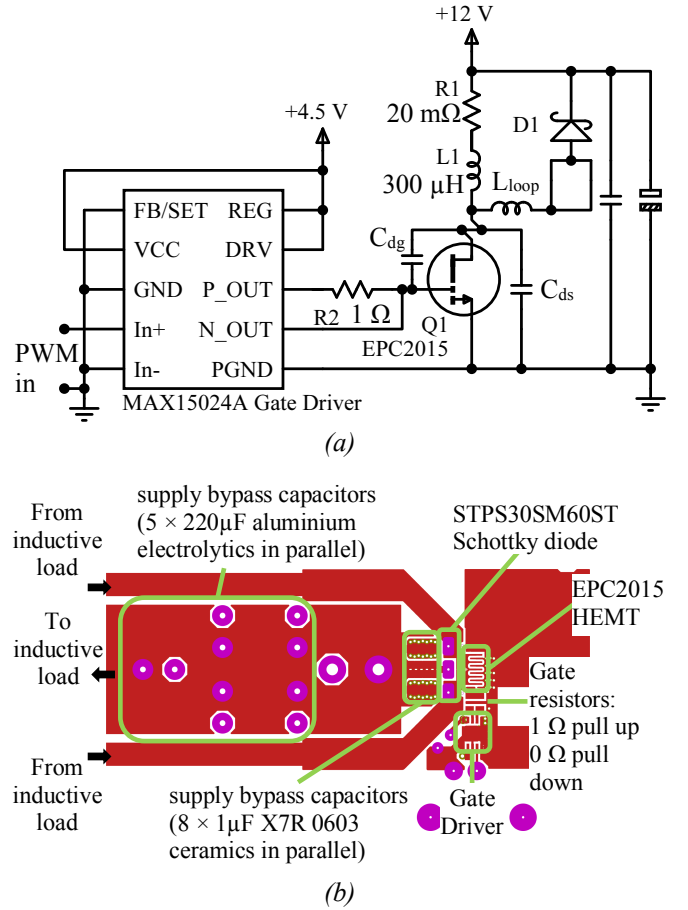 +12 V
R1
20 mΩ
D1
+4.5 V
L1
300 µH
Lloop
FB/SET
REG
VCC
DRV
GND
P_OUT
In+
N_OUT
In-
PGND
PWM
in
R2
1 Ω
Cdg
Cds
Q1
EPC2015
MAX15024A Gate Driver
(a)
supply bypass capacitors
(5 × 220µF aluminium
electrolytics in parallel)
From
inductive
load
STPS30SM60ST
Schottky diode
EPC2015
HEMT
To
inductive
load
Gate
resistors:
1 Ω pull up
0 Ω pull
down
From
inductive
load
supply bypass capacitors
(8 × 1µF X7R 0603
ceramics in parallel)
Gate
Driver
(b)